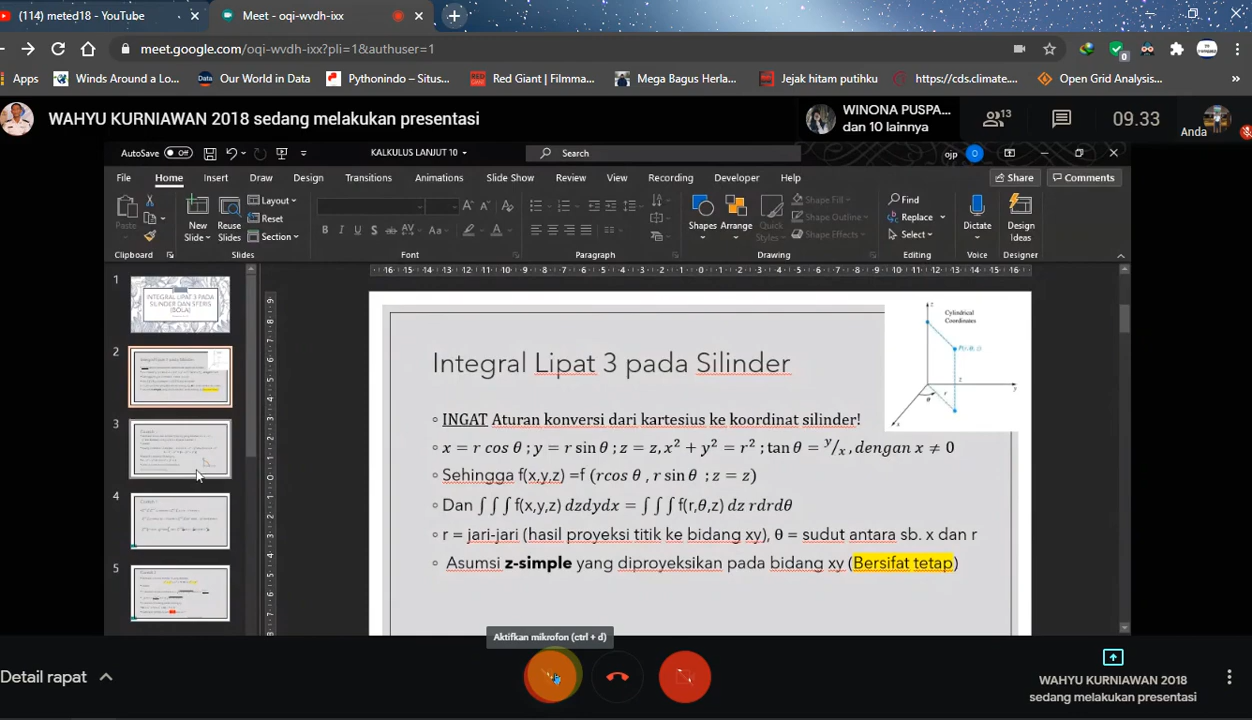 (114) meted18 - YouTube
Meet - oqi-wvdh-ixx
meet.google.com/oqi-wvdh-ixx?pli=1&authuser=1
Apps
Winds Around a Lo...
Our World in Data
Pythonindo – Situs...
Red Giant | Filmma...
Mega Bagus Herla...
Jejak hitam putihku
https://cds.climate....
Open Grid Analysis...
WAHYU KURNIAWAN 2018 sedang melakukan presentasi
WINONA PUSPA...
dan 10 lainnya
13
09.33
Anda
AutoSave Off
KALKULUS LANJUT 10
Search
ojp
O
File Home Insert Draw Design Transitions Animations Slide Show Review View Recording Developer Help
Share
Comments
Paste
New Slide
Reuse Slides
Layout
Reset
Section
Shapes
Arrange
Quick Styles
Shape Fill
Shape Outline
Shape Effects
Find
Replace
Select
Dictate
Design Ideas
Clipboard Slides Font Paragraph Drawing Editing Voice Designer
1
INTEGRAL LIPAT 3 PADA
SILINDER DAN SFERIS
(BOLA)
2
3
4
5
Cylindrical
Coordinates
P(r, θ, z)
z
y
x
r
θ
z
Integral Lipat 3 pada Silinder
INGAT Aturan konversi dari kartesius ke koordinat silinder!
x = r cos θ ; y = r sin θ ; z = z, x² + y² = r² ; tan θ = y/x , dengan x ≠ 0
Sehingga f(x,y,z) =f (rcos θ , r sin θ ; z = z)
Dan ∫ ∫ ∫ f(x,y,z) dzdydx = ∫ ∫ ∫ f(r,θ,z) dz rdrdθ
r = jari-jari (hasil proyeksi titik ke bidang xy), θ = sudut antara sb. x dan r
Asumsi z-simple yang diproyeksikan pada bidang xy (Bersifat tetap)
Aktifkan mikrofon (ctrl + d)
Detail rapat
WAHYU KURNIAWAN 2018
sedang melakukan presentasi